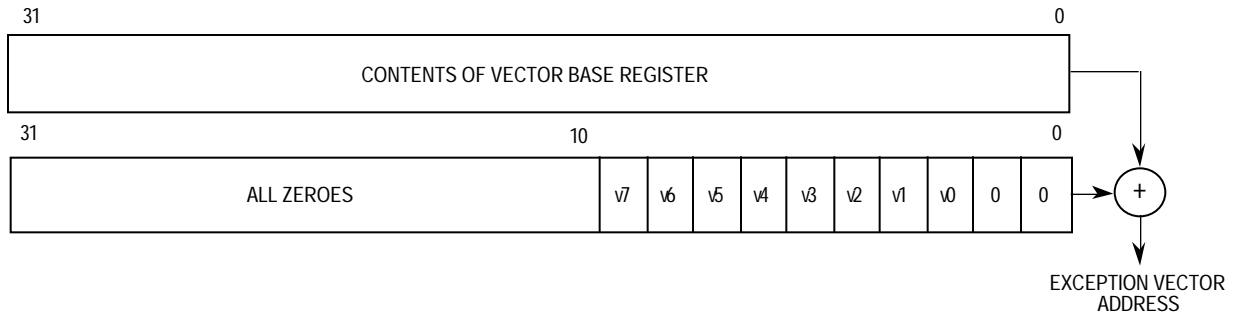 31 0
CONTENTS OF VECTOR BASE REGISTER
31 10 0
ALL ZEROES v7 v6 v5 v4 v3 v2 v1 v0 0 0 +
EXCEPTION VECTOR
ADDRESS